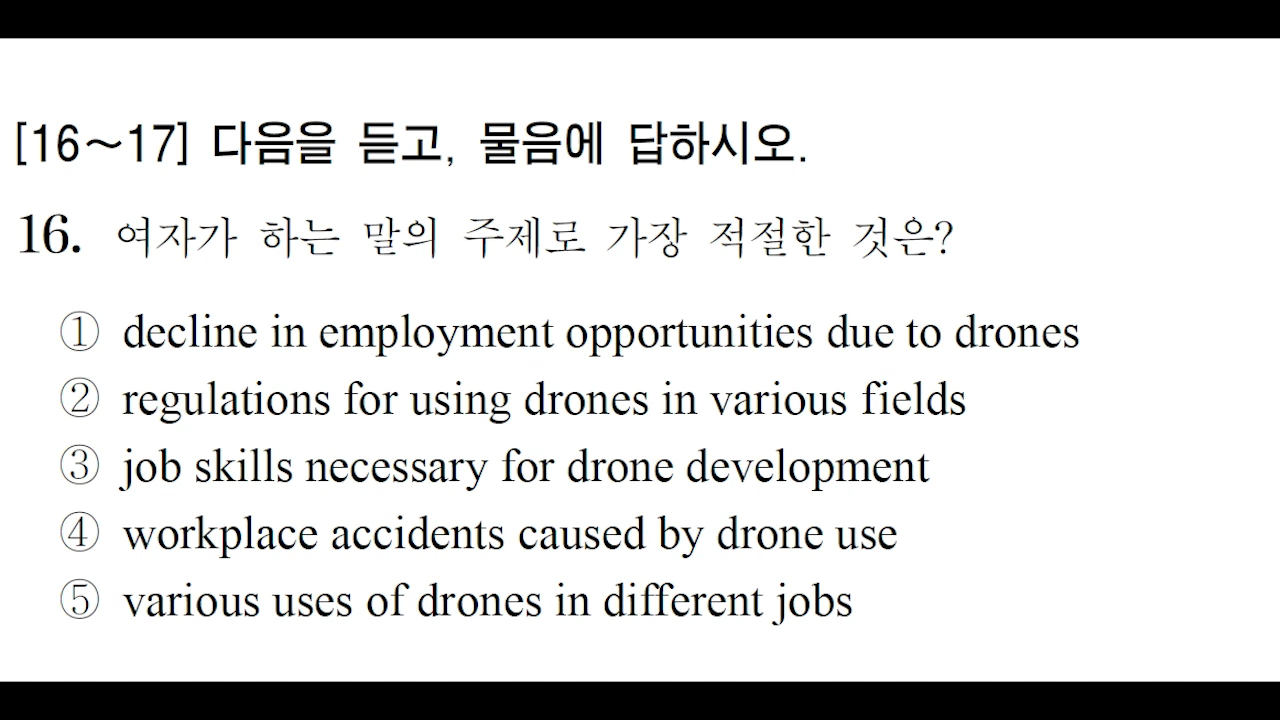 [16～17] 다음을 듣고, 물음에 답하시오.
16. 여자가 하는 말의 주제로 가장 적절한 것은?
① decline in employment opportunities due to drones
② regulations for using drones in various fields
③ job skills necessary for drone development
④ workplace accidents caused by drone use
⑤ various uses of drones in different jobs